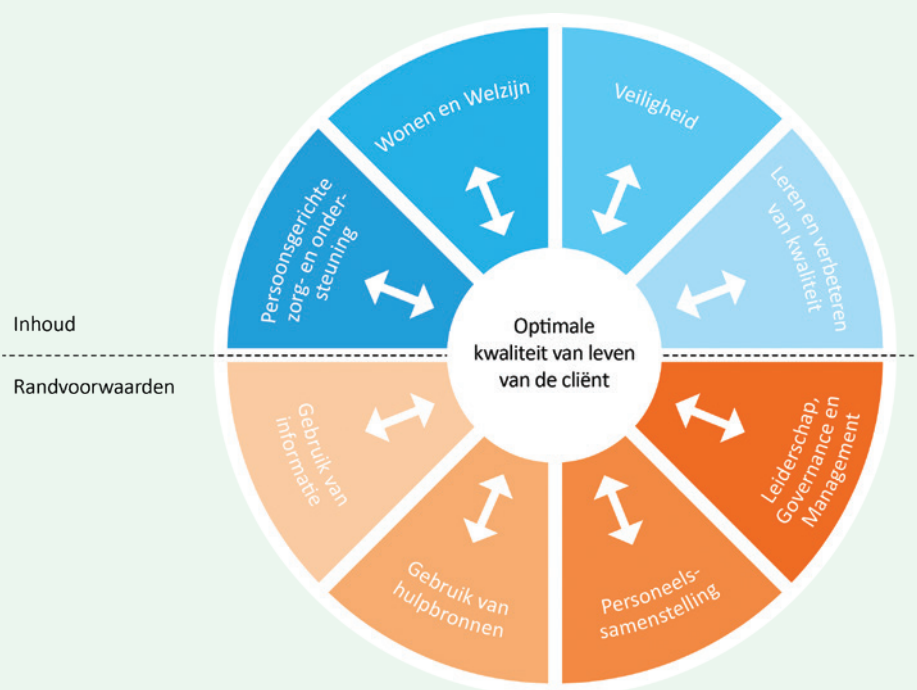 Wonen en Welzijn
Veiligheid
Persoonsgerichte
zorg- en onder-
steuning
Leren en verbeteren
van kwaliteit
Inhoud
Optimale
kwaliteit van leven
van de cliënt
Randvoorwaarden
Gebruik van
informatie
Leiderschap,
Governance en
Management
Gebruik van
hulpbronnen
Personeels-
samenstelling